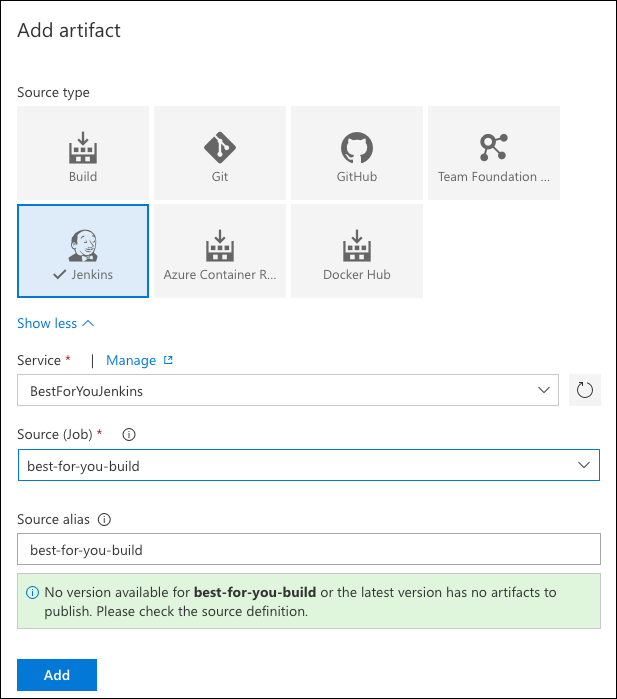 Add artifact
Source type
Build
Git
GitHub
Team Foundation ...
Jenkins
Azure Container R...
Docker Hub
Show less
Service * | Manage
BestForYouJenkins
Source (Job) *
best-for-you-build
Source alias
best-for-you-build
No version available for best-for-you-build or the latest version has no artifacts to
publish. Please check the source definition.
Add